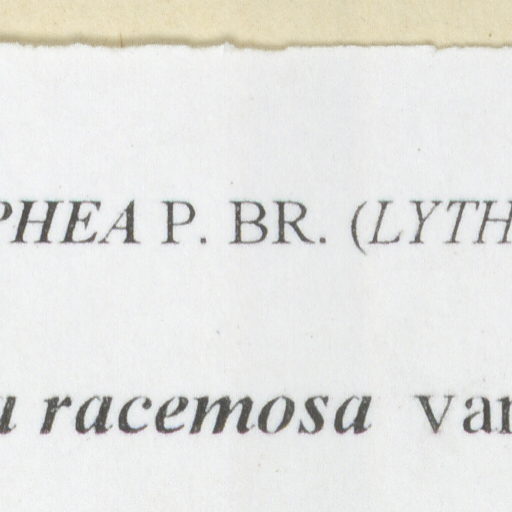 PHEA P. BR. (LYTH
a racemosa var